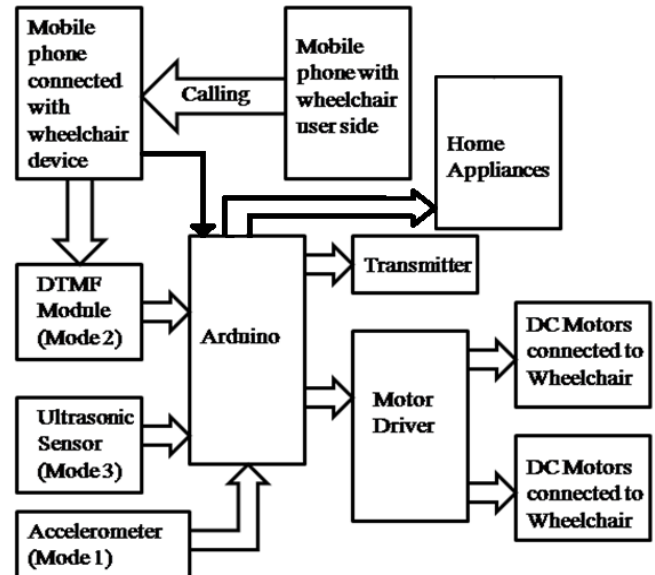 Mobile
phone
connected
with
wheelchair
device
Calling
Mobile
phone with
wheelchair
user side
Home
Appliances
DTMF
Module
(Mode 2)
Arduino
Transmitter
Ultrasonic
Sensor
(Mode 3)
Motor
Driver
DC Motors
connected to
Wheelchair
DC Motors
connected to
Wheelchair
Accelerometer
(Mode 1)